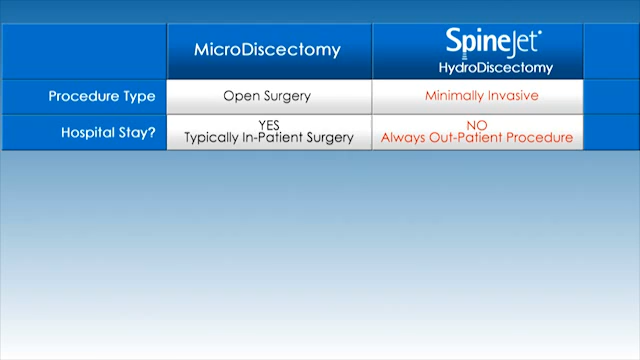 MicroDiscectomy
SpineJet®
HydroDiscectomy
Procedure Type
Open Surgery
Minimally Invasive
Hospital Stay?
YES
Typically In-Patient Surgery
NO
Always Out-Patient Procedure